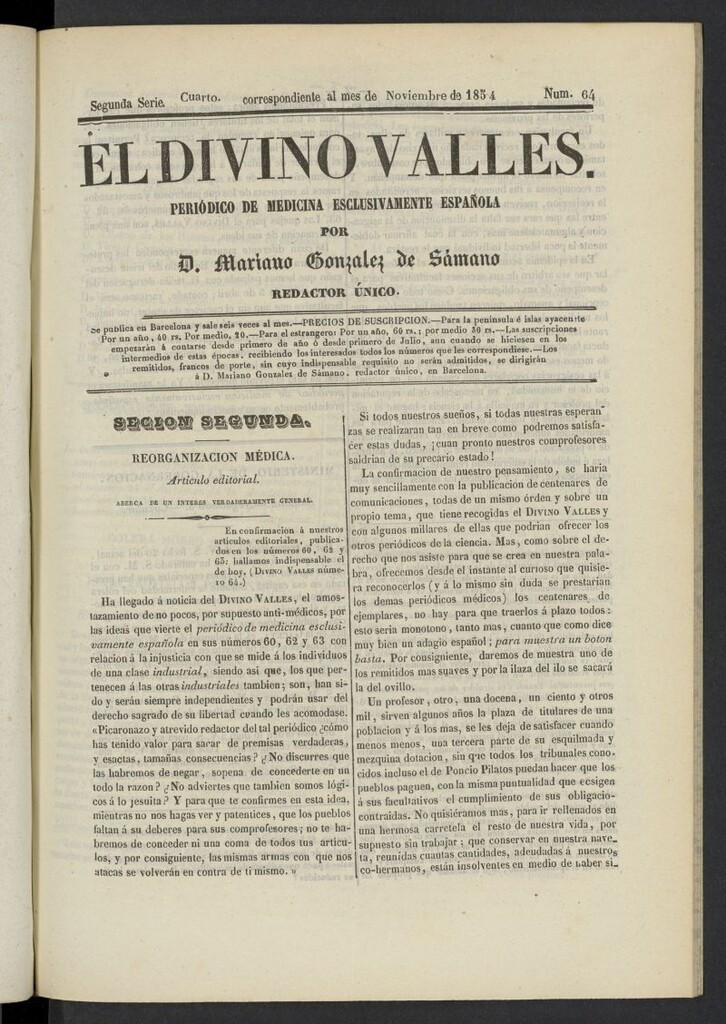 Segunda Serie. Cuarto. correspondiente al mes de Noviembre de 1854 Num. 64
EL DIVINO VALLES.
PERIÓDICO DE MEDICINA ESCLUSIVAMENTE ESPAÑOLA
POR
D. Mariano Gonzalez de Sámano
REDACTOR ÚNICO.
Se publica en Barcelona y sale seis veces al mes.—PRECIOS DE SUSCRIPCION.—Para la península é islas ayacente
Por un año, 40 rs. Por medio, 20.—Para el estrangero: Por un año, 60 rs.; por medio 30 rs.—Las suscripciones
empezarán á contarse desde primero de año ó desde primero de Julio, aun cuando se hiciesen en los
intermedios de estas épocas, recibiendo los interesados todos los números que les correspondiese.—Los
remitidos, francos de porte, sin cuyo indispensable requisito no serán admitidos, se dirigirán
á D. Mariano Gonzalez de Sámano, redactor único, en Barcelona.
SECION SEGUNDA.
REORGANIZACION MÉDICA.
Articulo editorial.
ABERCA DE UN INTERES VERDADERAMENTE GENERAL.
En confirmacion á nuestros
articulos editoriales, publica-
dos en los números 60, 62 y
63: hallamos indispensable el
de hoy. (DIVINO VALLES núme-
ro 64.)
Ha llegado á noticia del DIVINO VALLES, el amos-
tazamiento de no pocos, por supuesto anti-médicos, por
las ideas que vierte el periódico de medicina esclusi-
vamente española en sus números 60, 62 y 63 con
relacion á la injusticia con que se mide á los individuos
de una clase industrial, siendo asi que, los que per-
tenecen á las otras industriales tambien; son, han si-
do y serán siempre independientes y podrán usar del
derecho sagrado de su libertad cuando les acomodase.
«Picaronazo y atrevido redactor del tal periódico ¿cómo
has tenido valor para sacar de premisas verdaderas,
y esactas, tamañas consecuencias? ¿No discurres que
las habremos de negar, sopena de concederte en un
todo la razon? ¿No adviertes que tambien somos lógi-
cos á lo jesuita? Y para que te confirmes en esta idea,
mientras no nos hagas ver y patentices, que los pueblos
faltan á su deberes para sus comprofesores; no te ha-
bremos de conceder ni una coma de todos tus articu-
los, y por consiguiente, las mismas armas con que nos
atacas se volverán en contra de ti mismo. »
Si todos nuestros sueños, si todas nuestras esperan-
zas se realizaran tan en breve como podremos satisfa-
cer estas dudas, ¡cuan pronto nuestros comprofesores
saldrian de su precario estado!
La confirmacion de nuestro pensamiento, se haria
muy sencillamente con la publicacion de centenares de
comunicaciones, todas de un mismo órden y sobre un
propio tema, que tiene recogidas el DIVINO VALLES y
con algunos millares de ellas que podrian ofrecer los
otros periódicos de la ciencia. Mas, como sobre el de-
recho que nos asiste para que se crea en nuestra pala-
bra, ofrecemos desde el instante al curioso que quisie-
ra reconocerlos (y á lo mismo sin duda se prestarian
los demas periódicos médicos) los centenares de
ejemplares, no hay para que traerlos á plazo todos:
esto seria monotono, tanto mas, cuanto que como dice
muy bien un adagio español; para muestra un boton
basta. Por consiguiente, daremos de muestra uno de
los remitidos mas suaves y por la ilaza del ilo se sacará
la del ovillo.
Un profesor, otro, una docena, un ciento y otros
mil, sirven algunos años la plaza de titulares de una
poblacion y á los mas, se les deja de satisfacer cuando
menos menos, una tercera parte de su esquilmada y
mezquina dotacion, sin que todos los tribunales cono-
cidos incluso el de Poncio Pilatos puedan hacer que los
pueblos paguen, con la misma puntualidad que ecsigen
á sus facultativos el cumplimiento de sus obligacio-
contraidas. No quisiéramos mas, para ir rellenados en
una hermosa carretela el resto de nuestra vida, por
supuesto sin trabajar; que conservar en nuestra nave-
ta, reunidas cuantas cantidades, adeudadas á nuestros
co-hermanos, están insolventes en medio de haber si-